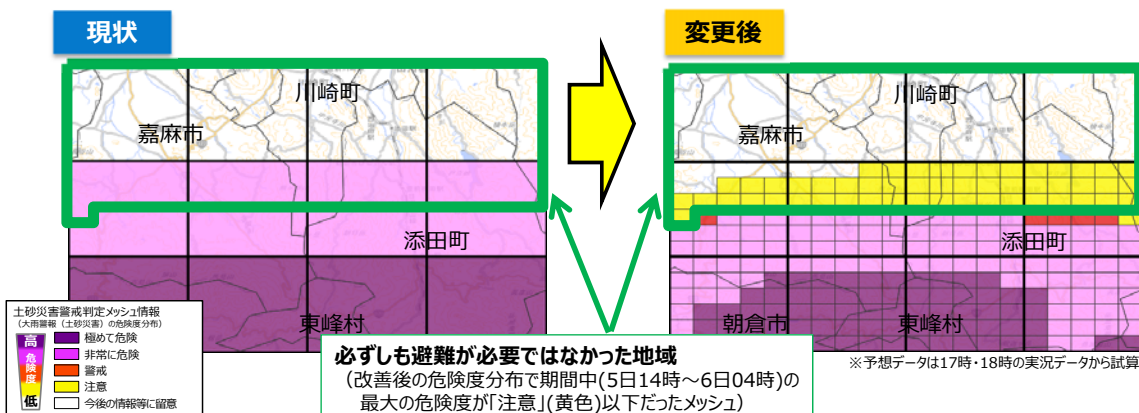 現状
変更後
川崎町
嘉麻市
添田町
東峰村
川崎町
嘉麻市
添田町
朝倉市
東峰村
土砂災害警戒判定メッシュ情報
（大雨警報（土砂災害）の危険度分布）
高
危険度
低
極めて危険
非常に危険
警戒
注意
今後の情報等に留意
必ずしも避難が必要ではなかった地域
（改善後の危険度分布で期間中(5日14時～6日04時)の
最大の危険度が「注意」(黄色)以下だったメッシュ）
※予想データは17時・18時の実況データから試算